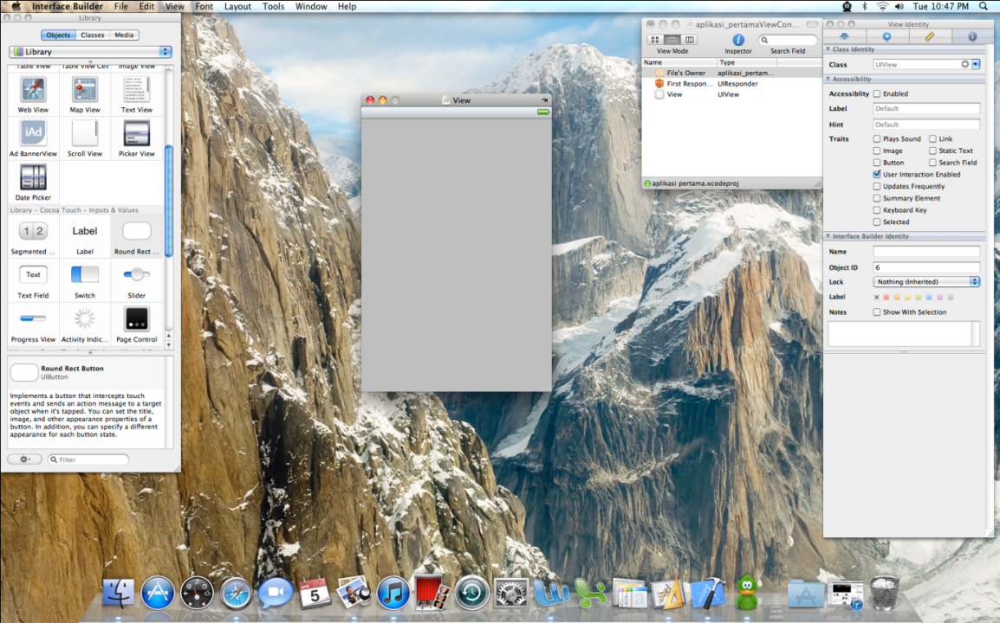 Interface Builder File Edit View Font Layout Tools Window Help Tue 10:47 PM
Library
Objects Classes Media
Library
Table View Table View Cell Image View
Web View Map View Text View
iAd
Ad BannerView Scroll View Picker View
Date Picker
Library – Cocoa Touch – Inputs & Values
1 2 Label
Segmented ... Label Round Rect ...
Text
Text Field Switch Slider
Progress View Activity Indic... Page Control
Round Rect Button
UIButton
Implements a button that intercepts touch
events and sends an action message to a target
object when it's tapped. You can set the title,
image, and other appearance properties of a
button. In addition, you can specify a different
appearance for each button state.
Filter
View
aplikasi_pertamaViewCon...
View Mode Inspector Search Field
Name Type
File's Owner aplikasi_pertam...
First Respon... UIResponder
View UIView
aplikasi pertama.xcodeproj
View Identity
Class Identity
Class UIView
Accessibility
Accessiblity Enabled
Label Default
Hint Default
Traits Plays Sound Link
Image Static Text
Button Search Field
User Interaction Enabled
Updates Frequently
Summary Element
Keyboard Key
Selected
Interface Builder Identity
Name
Object ID 6
Lock Nothing (Inherited)
Label
Notes Show With Selection
5